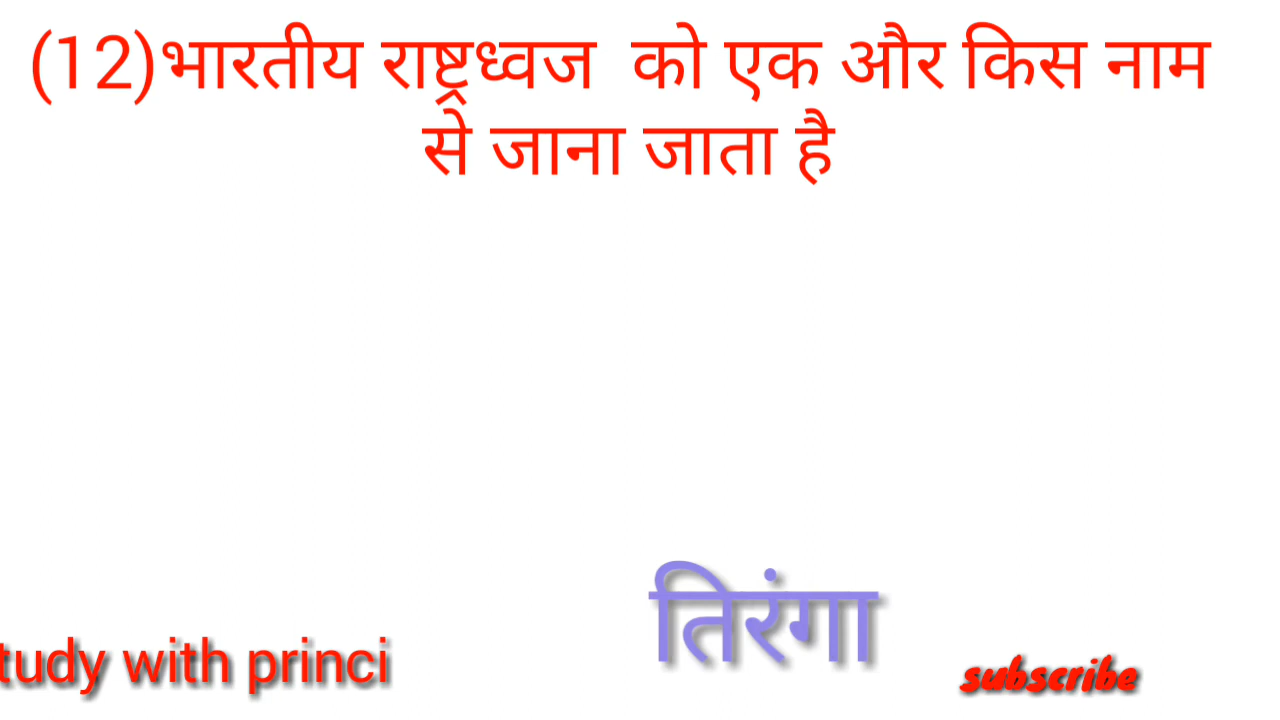 (12)भारतीय राष्ट्रध्वज को एक और किस नाम
से जाना जाता है
तिरंगा
tudy with princi
subscribe